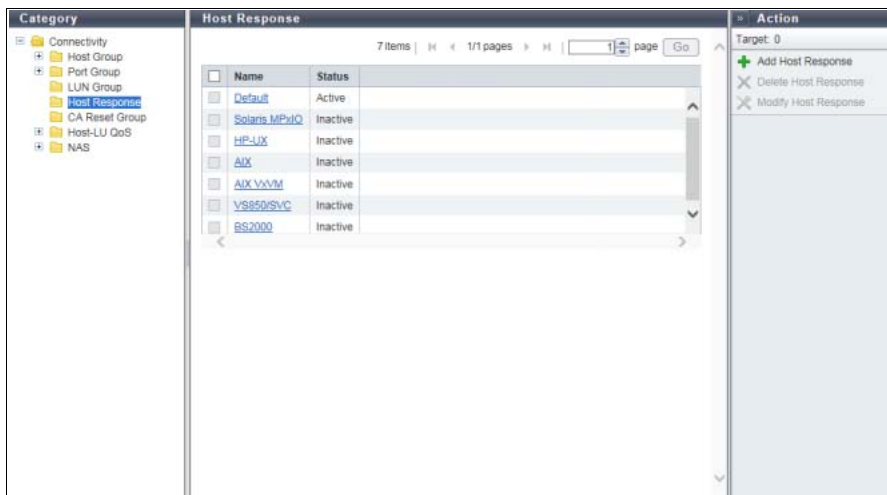 Category
Connectivity
Host Group
Port Group
LUN Group
Host Response
CA Reset Group
Host-LU QoS
NAS
Host Response
7 items | 1/1 pages | 1 page Go
Name Status
Default Active
Solaris MPxIO Inactive
HP-UX Inactive
AIX Inactive
AIX VxVM Inactive
VS850/SVC Inactive
BS2000 Inactive
» Action
Target: 0
Add Host Response
Delete Host Response
Modify Host Response